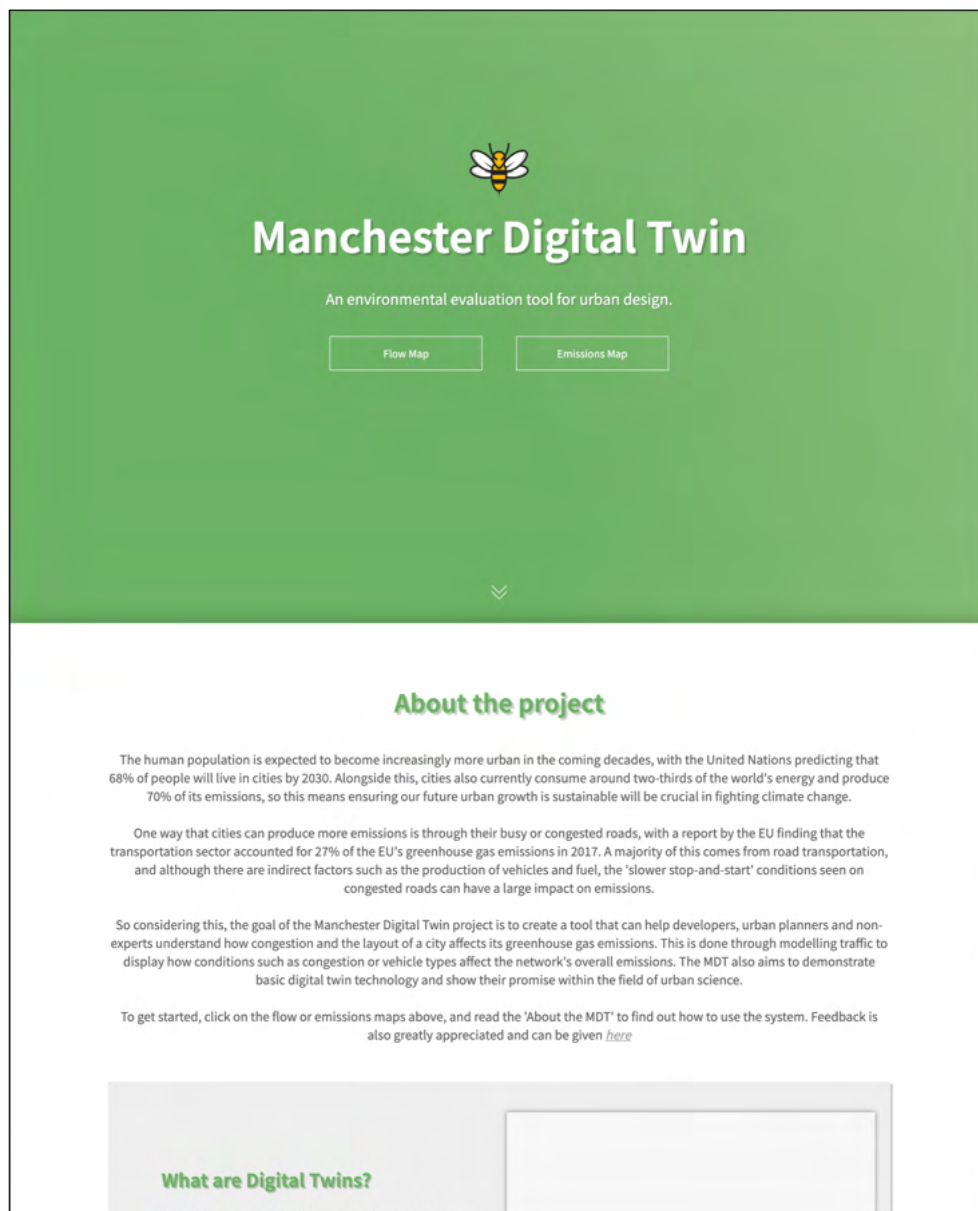 Manchester Digital Twin
An environmental evaluation tool for urban design.
Flow Map
Emissions Map
About the project
The human population is expected to become increasingly more urban in the coming decades, with the United Nations predicting that
68% of people will live in cities by 2030. Alongside this, cities also currently consume around two-thirds of the world's energy and produce
70% of its emissions, so this means ensuring our future urban growth is sustainable will be crucial in fighting climate change.
One way that cities can produce more emissions is through their busy or congested roads, with a report by the EU finding that the
transportation sector accounted for 27% of the EU's greenhouse gas emissions in 2017. A majority of this comes from road transportation,
and although there are indirect factors such as the production of vehicles and fuel, the 'slower stop-and-start' conditions seen on
congested roads can have a large impact on emissions.
So considering this, the goal of the Manchester Digital Twin project is to create a tool that can help developers, urban planners and non-
experts understand how congestion and the layout of a city affects its greenhouse gas emissions. This is done through modelling traffic to
display how conditions such as congestion or vehicle types affect the network's overall emissions. The MDT also aims to demonstrate
basic digital twin technology and show their promise within the field of urban science.
To get started, click on the flow or emissions maps above, and read the 'About the MDT' to find out how to use the system. Feedback is
also greatly appreciated and can be given here
What are Digital Twins?